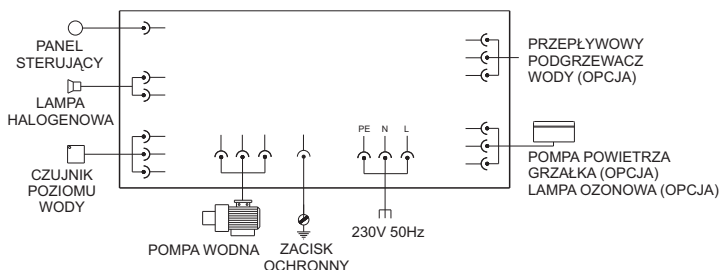 PANEL
STERUJĄCY
LAMPA
HALOGENOWA
CZUJNIK
POZIOMU
WODY
POMPA WODNA
ZACISK
OCHRONNY
PE N L
230V 50Hz
PRZEPŁYWOWY
PODGRZEWACZ
WODY (OPCJA)
POMPA POWIETRZA
GRZAŁKA (OPCJA)
LAMPA OZONOWA (OPCJA)